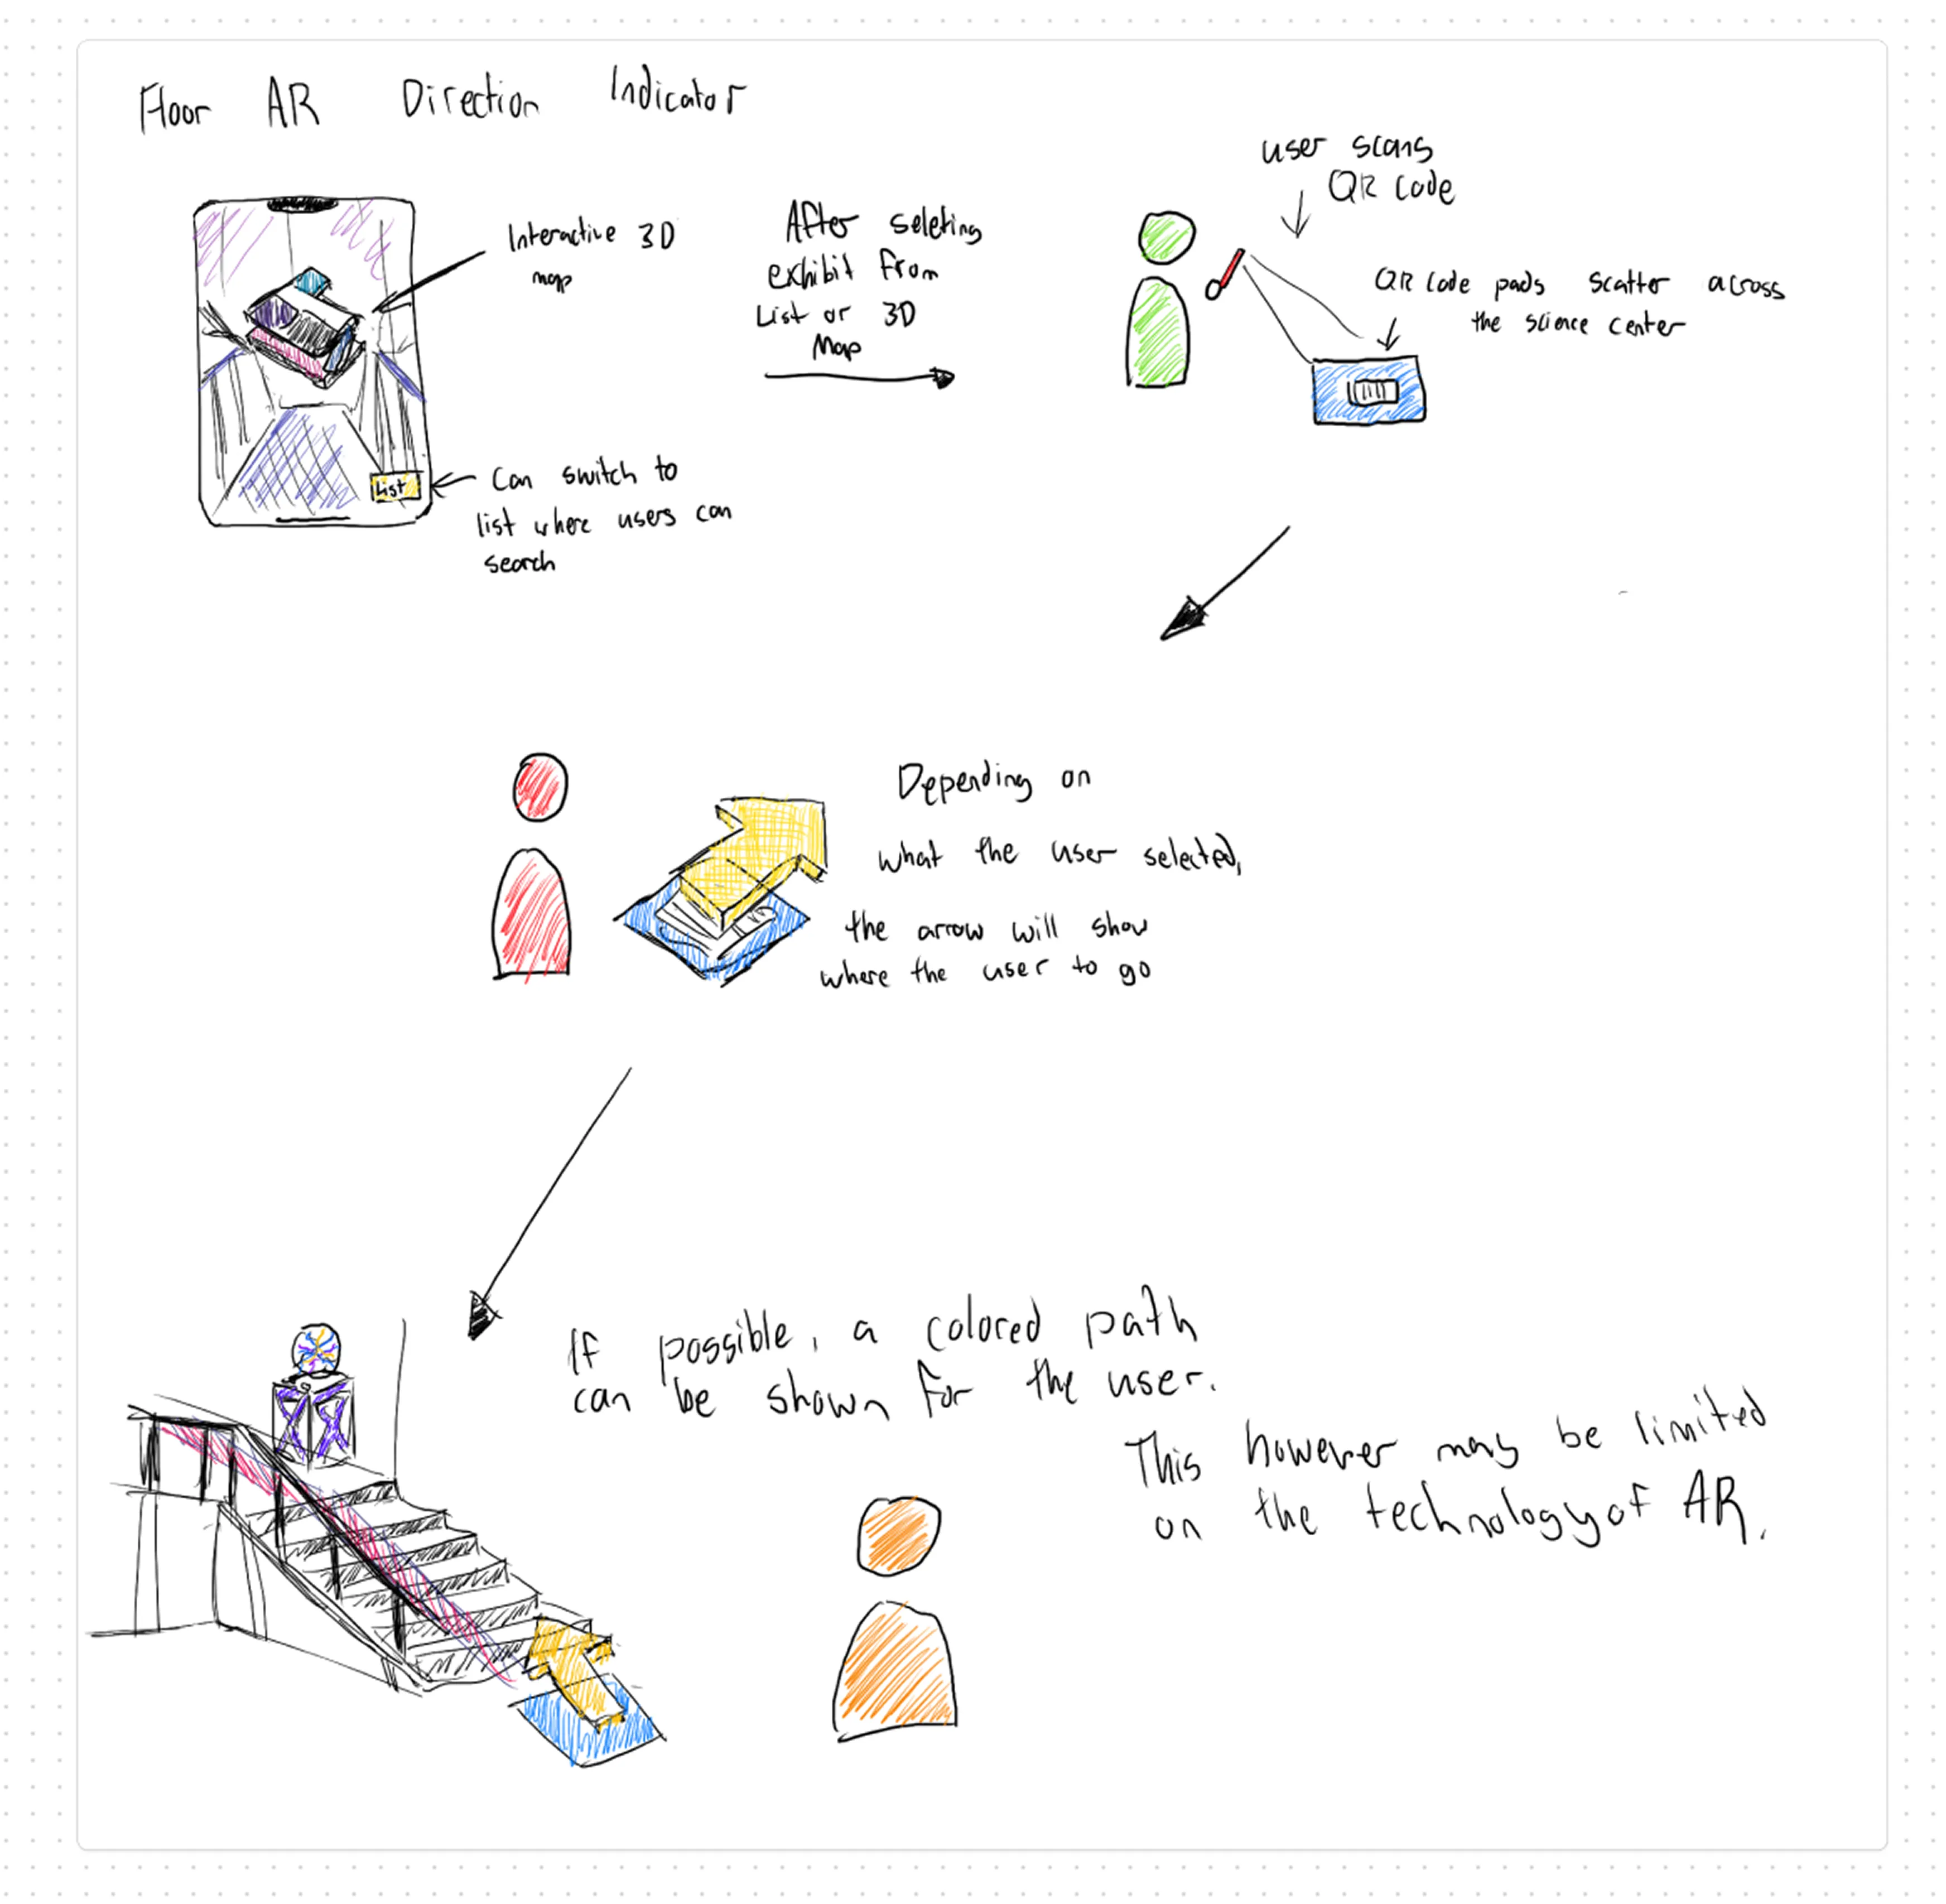 Floor AR Direction Indicator
Interactive 3D
map
List
Can switch to
list where users can
search
After seleting
exhibit from
List or 3D
Map
user scans
QR code
QR code pads scatter across
the science center
Depending on
what the user selected,
the arrow will show
where the user to go
If possible, a colored path
can be shown for the user.
This however may be limited
on the technology of AR.